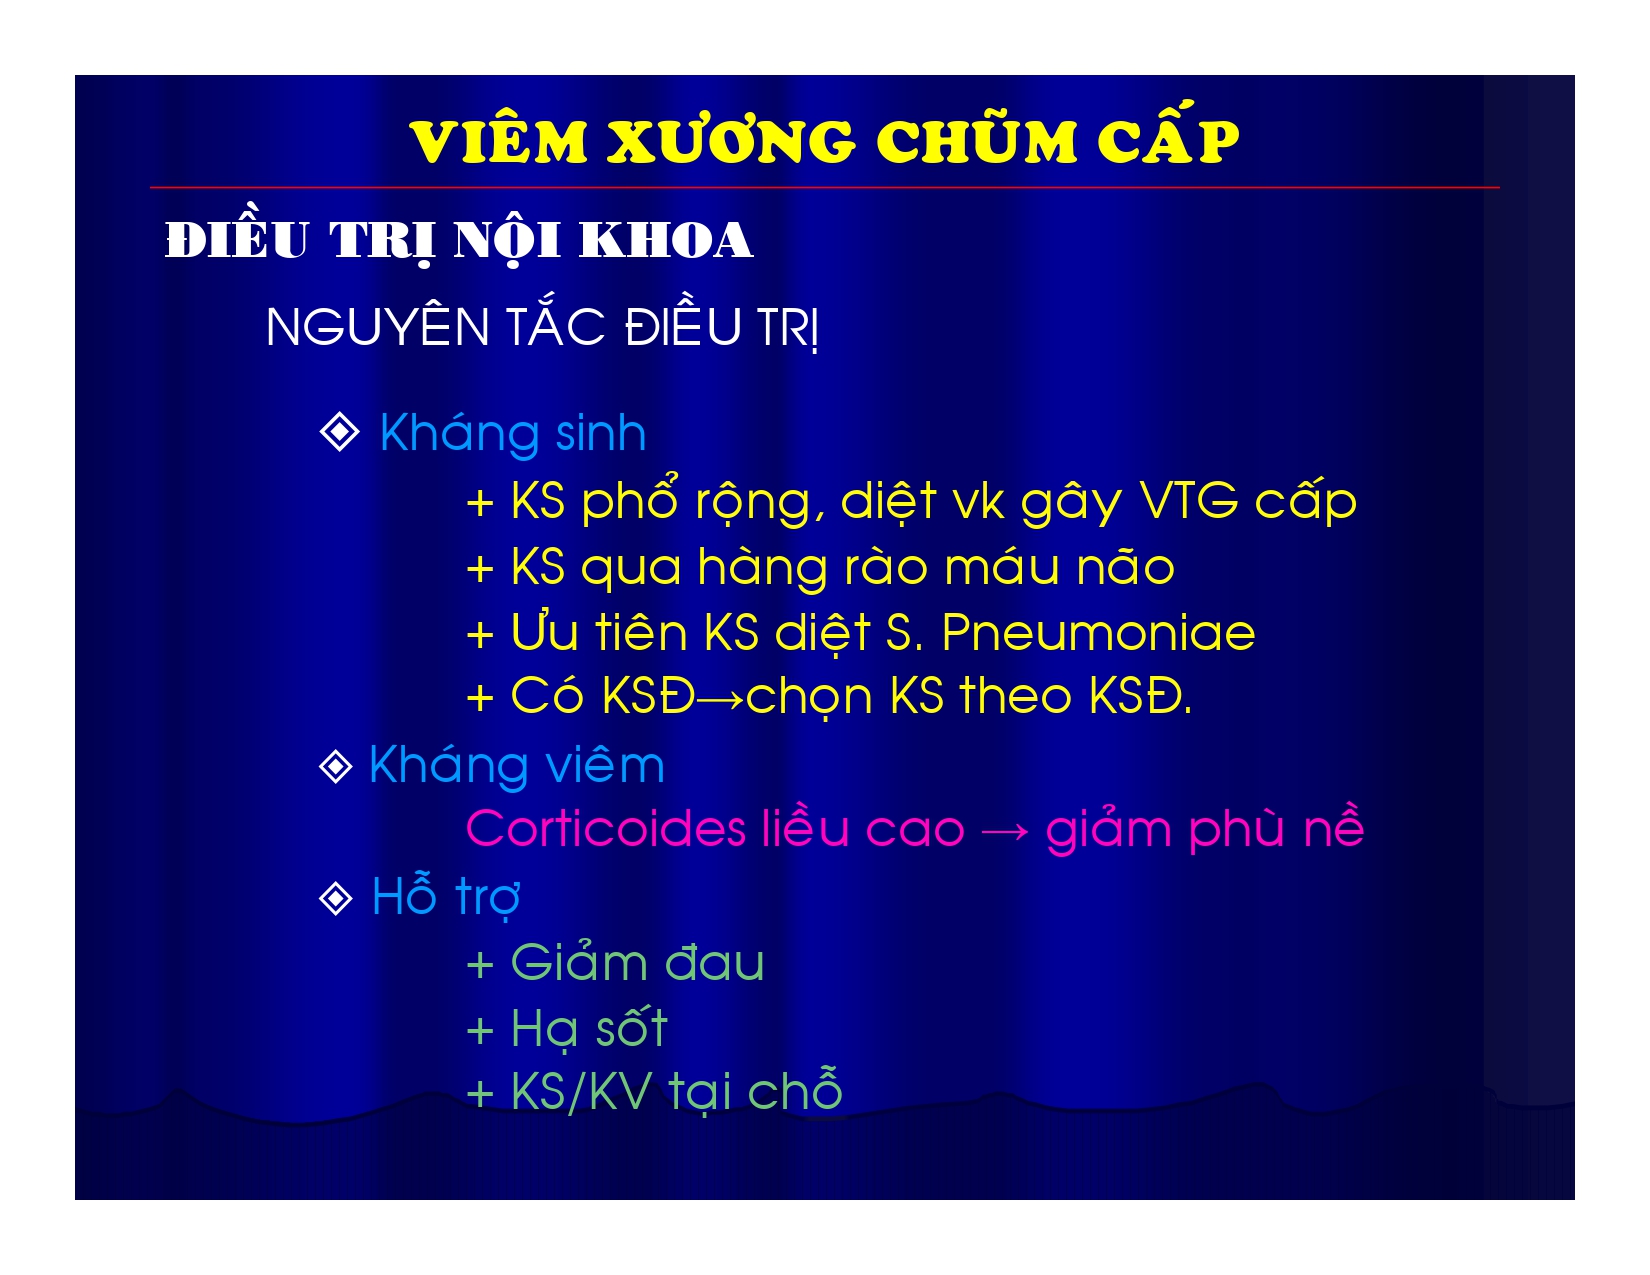 VIÊM XƯƠNG CHŨM CẤP
ĐIỀU TRỊ NỘI KHOA
NGUYÊN TẮC ĐIỀU TRỊ
Kháng sinh
+ KS phổ rộng, diệt vk gây VTG cấp
+ KS qua hàng rào máu não
+ Ưu tiên KS diệt S. Pneumoniae
+ Có KSĐ→chọn KS theo KSĐ.
Kháng viêm
Corticoides liều cao → giảm phù nề
Hỗ trợ
+ Giảm đau
+ Hạ sốt
+ KS/KV tại chỗ